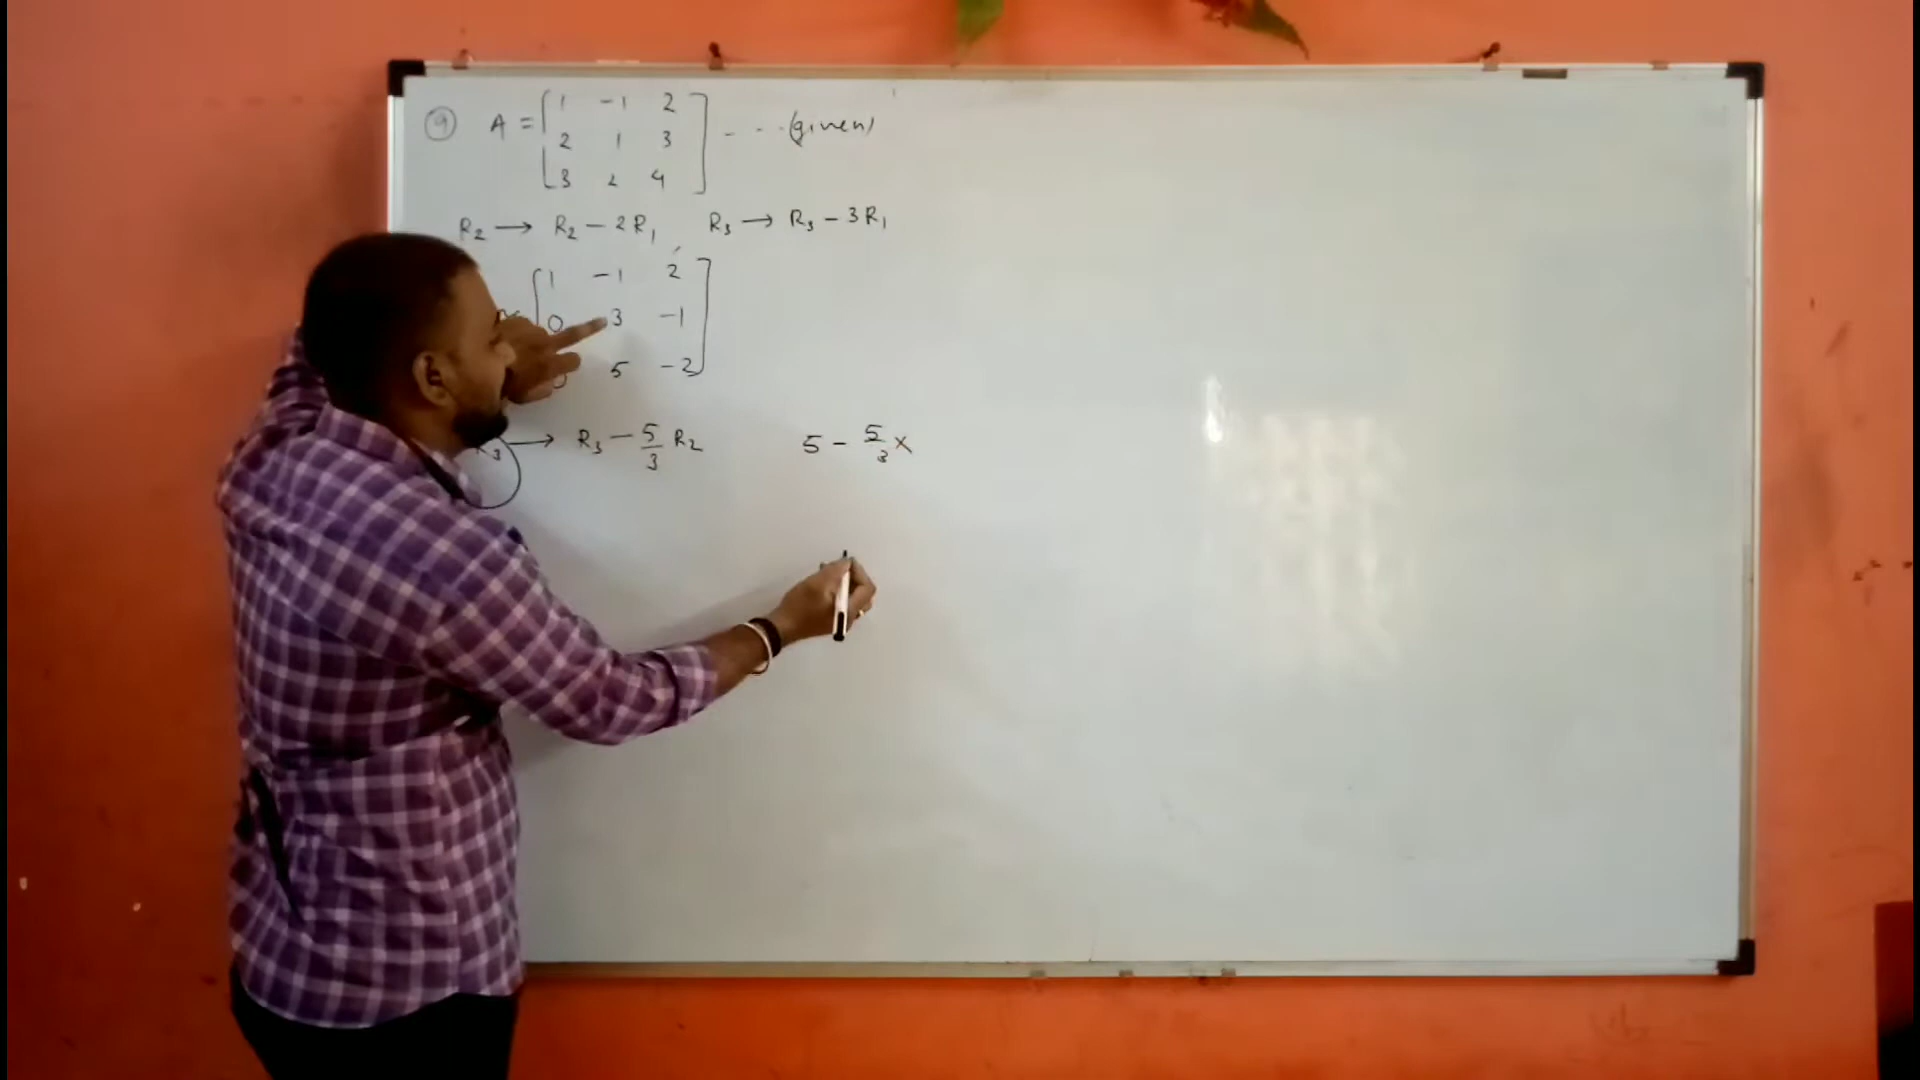 9 A = [ 1 -1 2
2 1 3
3 2 4 ] - - - (given)
R₂ → R₂ - 2R₁, R₃ → R₃ - 3R₁
[ 1 -1 2
0 3 -1
5 -2 ]
R₃ → R₃ - 5/3 R₂ 5 - 5/3 ×